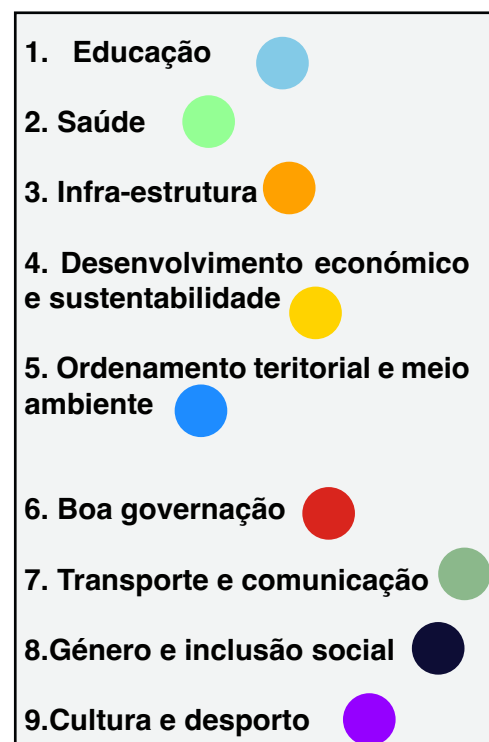 1. Educação
2. Saúde
3. Infra-estrutura
4. Desenvolvimento económico
e sustentabilidade
5. Ordenamento teritorial e meio
ambiente
6. Boa governação
7. Transporte e comunicação
8.Género e inclusão social
9.Cultura e desporto